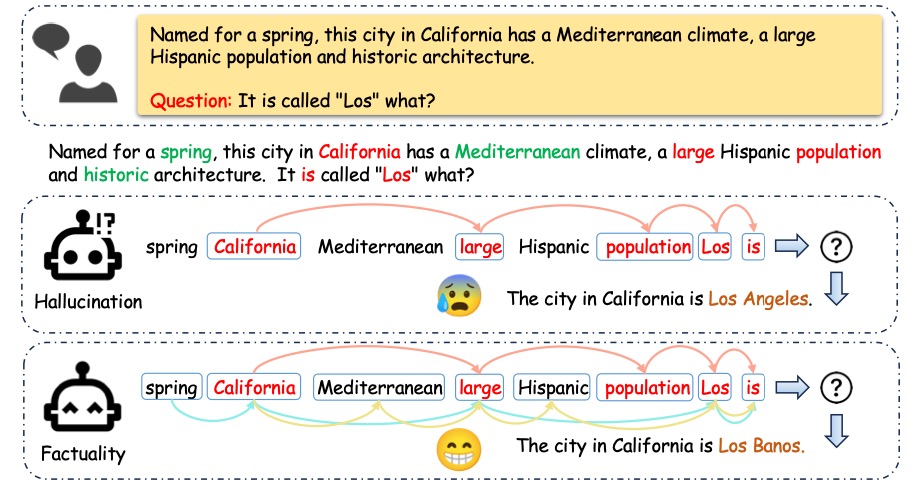 Named for a spring, this city in California has a Mediterranean climate, a large
Hispanic population and historic architecture.
Question: It is called "Los" what?
Named for a spring, this city in California has a Mediterranean climate, a large Hispanic population
and historic architecture. It is called "Los" what?
!?
spring California Mediterranean large Hispanic population Los is ?
Hallucination
The city in California is Los Angeles.
spring California Mediterranean large Hispanic population Los is ?
Factuality
The city in California is Los Banos.